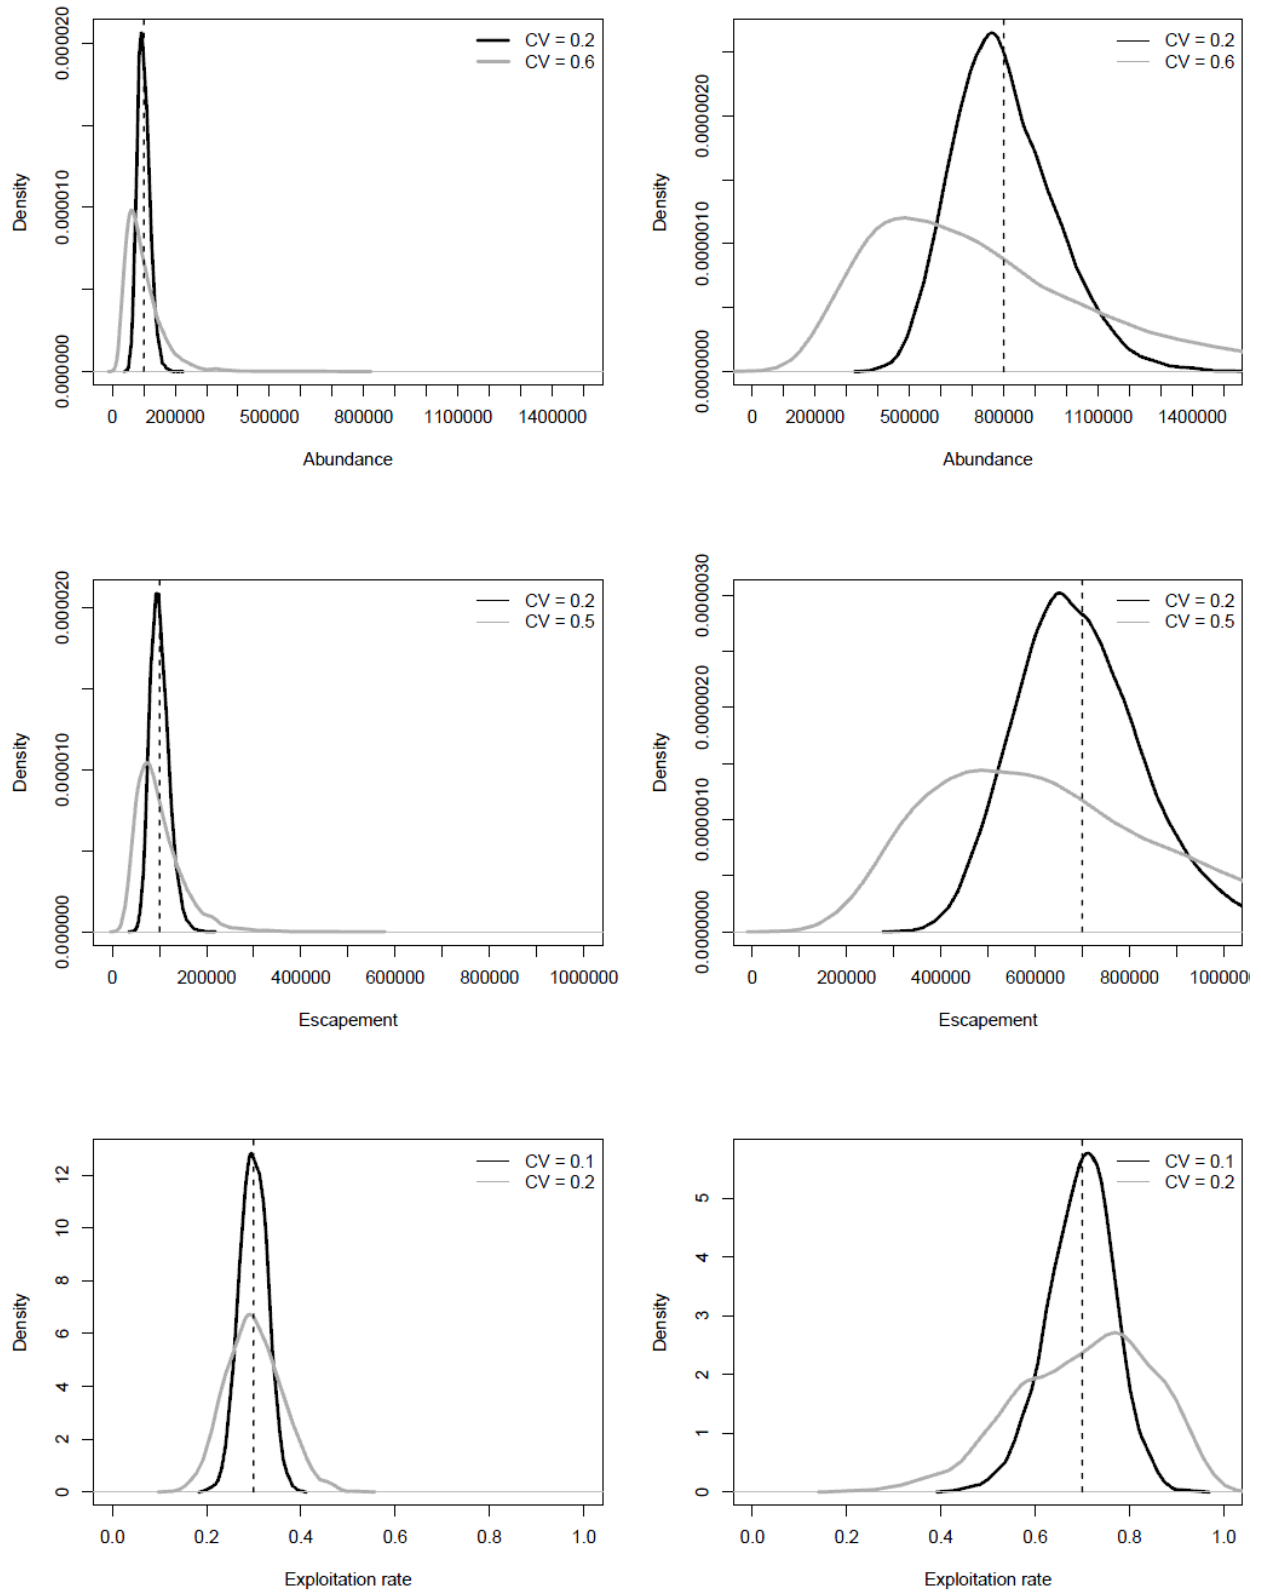 CV = 0.2
CV = 0.6
Density
0.000000 0.000010 0.000020
0 200000 500000 800000 1100000 1400000
Abundance
CV = 0.2
CV = 0.6
Density
0.0000000 0.0000010 0.0000020
0 200000 500000 800000 1100000 1400000
Abundance
CV = 0.2
CV = 0.5
Density
0.000000 0.000010 0.000020
0 200000 400000 600000 800000 1000000
Escapement
CV = 0.2
CV = 0.5
Density
0.0000000 0.0000010 0.0000020 0.0000030
0 200000 400000 600000 800000 1000000
Escapement
CV = 0.1
CV = 0.2
Density
0 2 4 6 8 10 12
0.0 0.2 0.4 0.6 0.8 1.0
Exploitation rate
CV = 0.1
CV = 0.2
Density
0 1 2 3 4 5
0.0 0.2 0.4 0.6 0.8 1.0
Exploitation rate